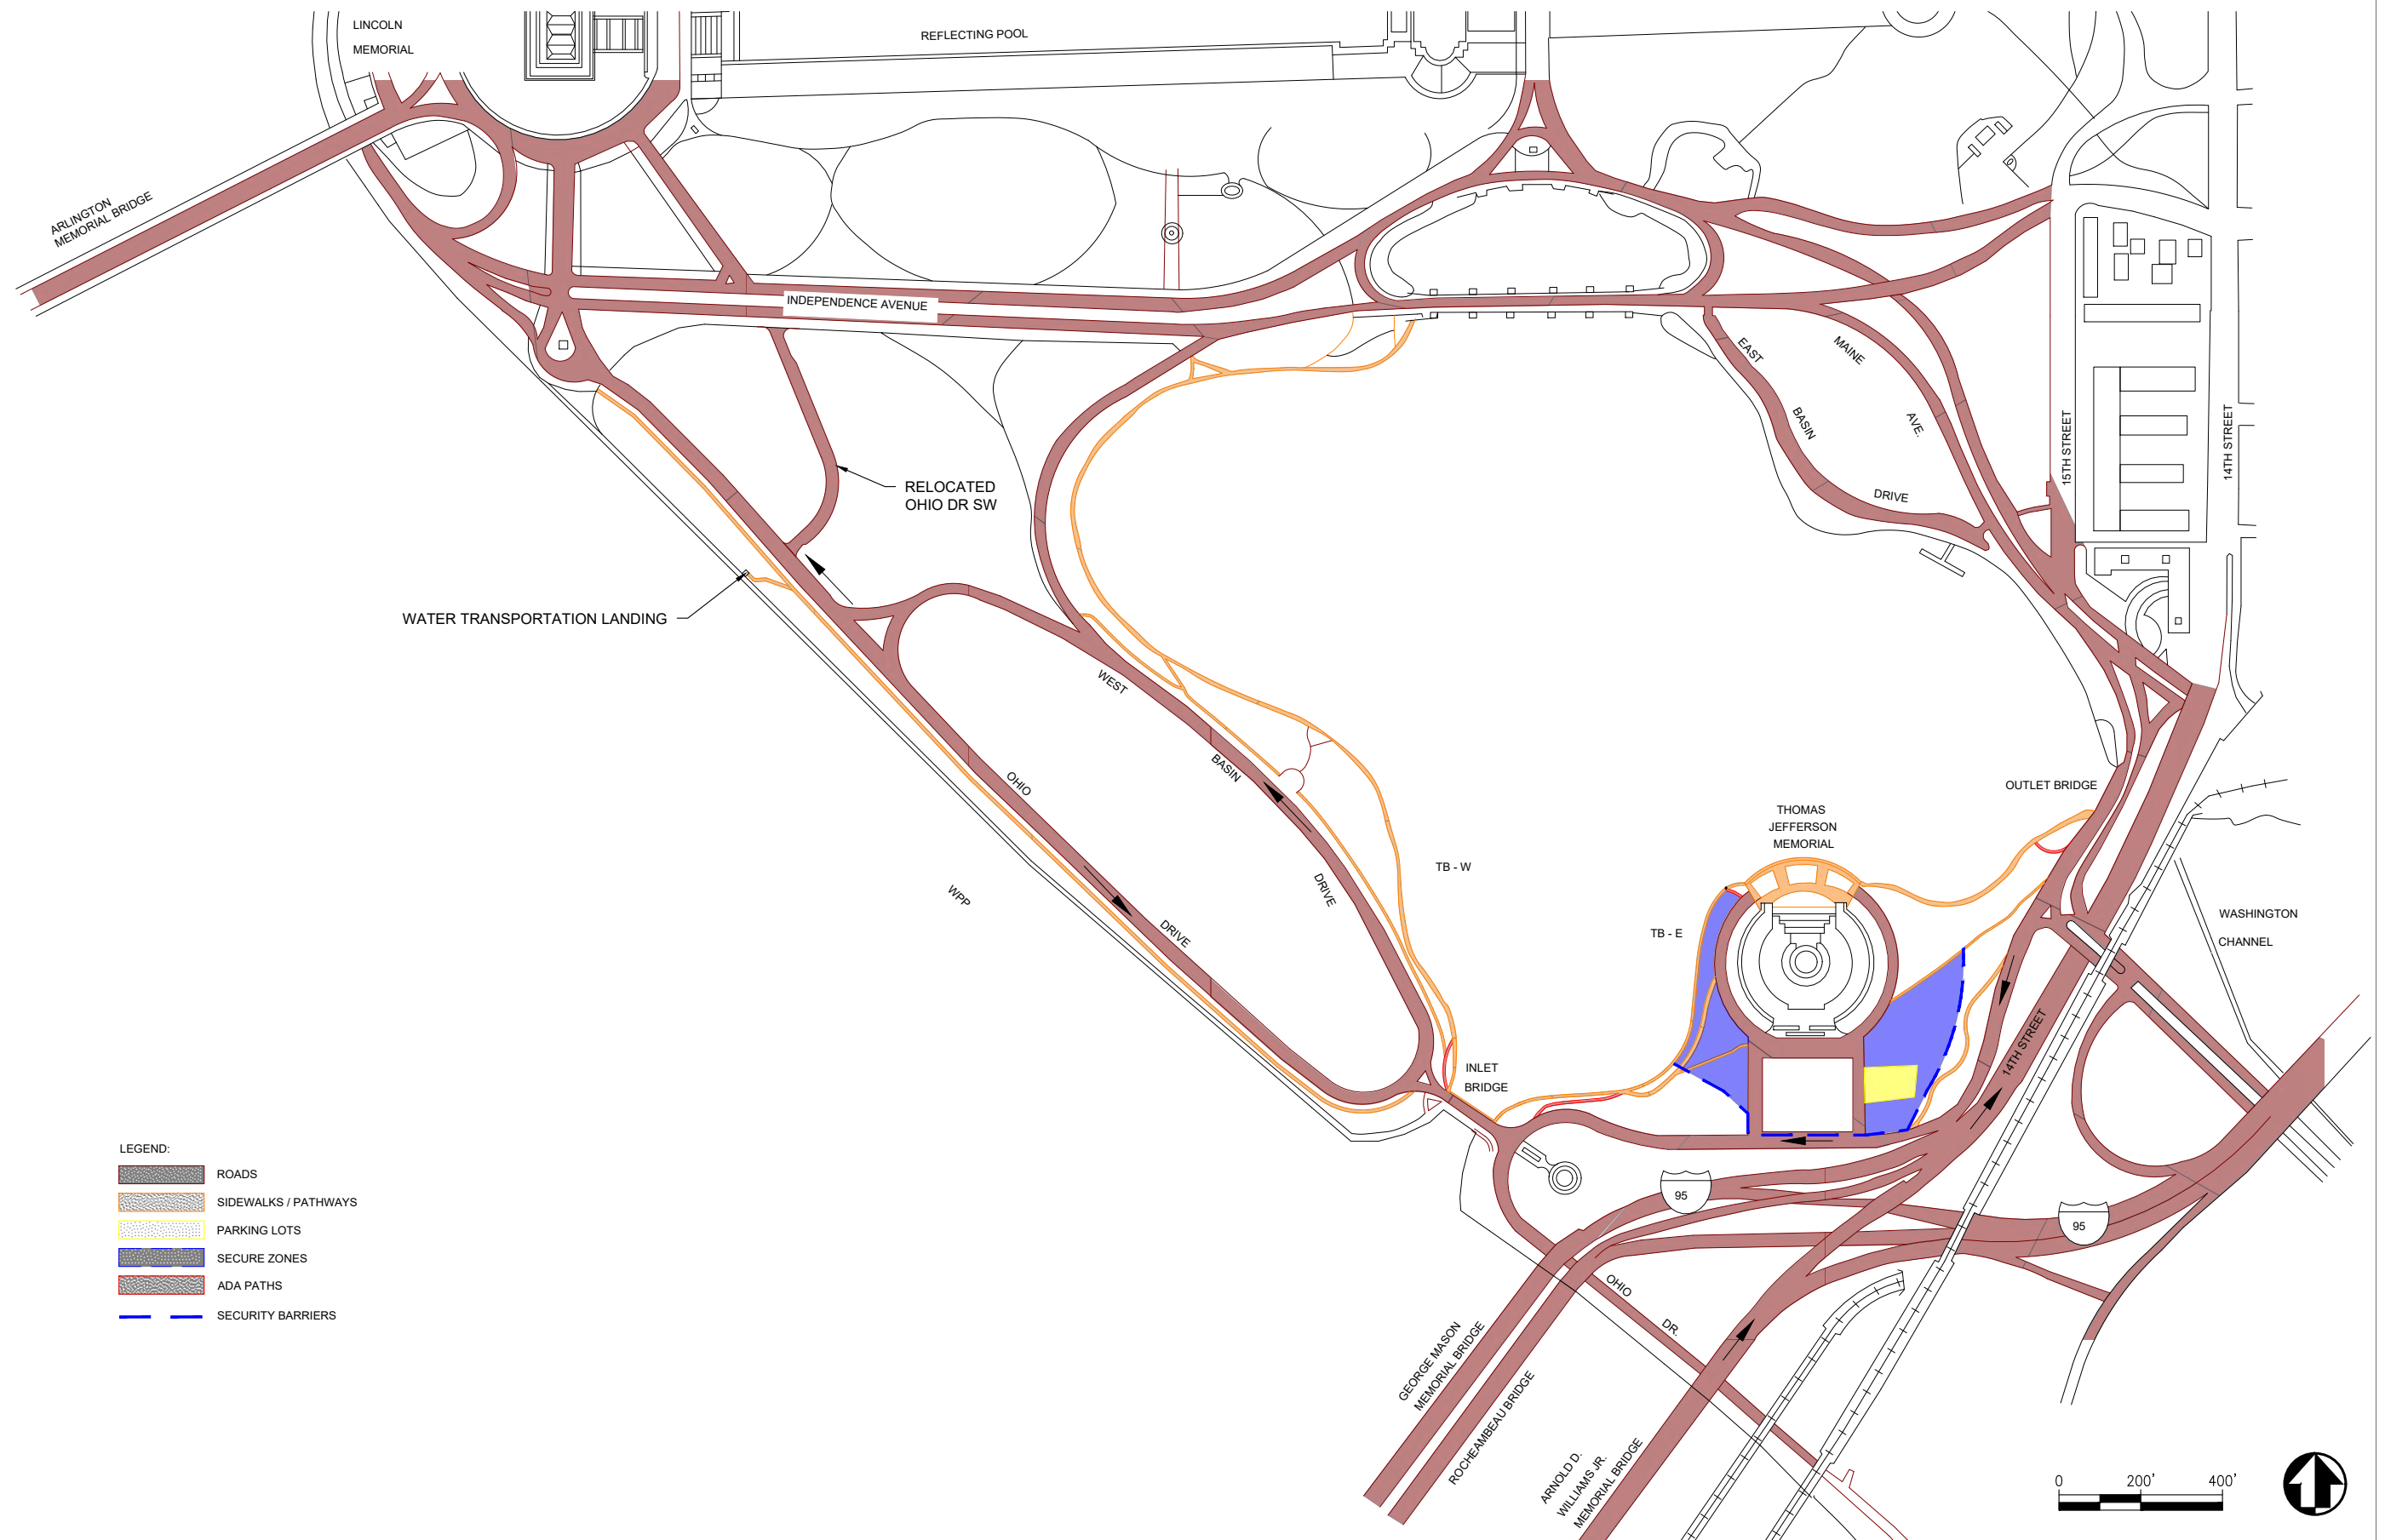 LINCOLN
MEMORIAL
REFLECTING POOL
ARLINGTON
MEMORIAL BRIDGE
INDEPENDENCE AVENUE
EAST
BASIN
DRIVE
MAINE
AVE.
15TH STREET
14TH STREET
RELOCATED
OHIO DR SW
WATER TRANSPORTATION LANDING
WEST
BASIN
DRIVE
OHIO
DRIVE
WPP
TB - W
OUTLET BRIDGE
THOMAS
JEFFERSON
MEMORIAL
TB - E
WASHINGTON
CHANNEL
14TH STREET
INLET
BRIDGE
95
95
OHIO
DR.
GEORGE MASON
MEMORIAL BRIDGE
ROCHEAMBEAU BRIDGE
ARNOLD D.
WILLIAMS JR.
MEMORIAL BRIDGE
LEGEND:
ROADS
SIDEWALKS / PATHWAYS
PARKING LOTS
SECURE ZONES
ADA PATHS
SECURITY BARRIERS
0 200' 400'